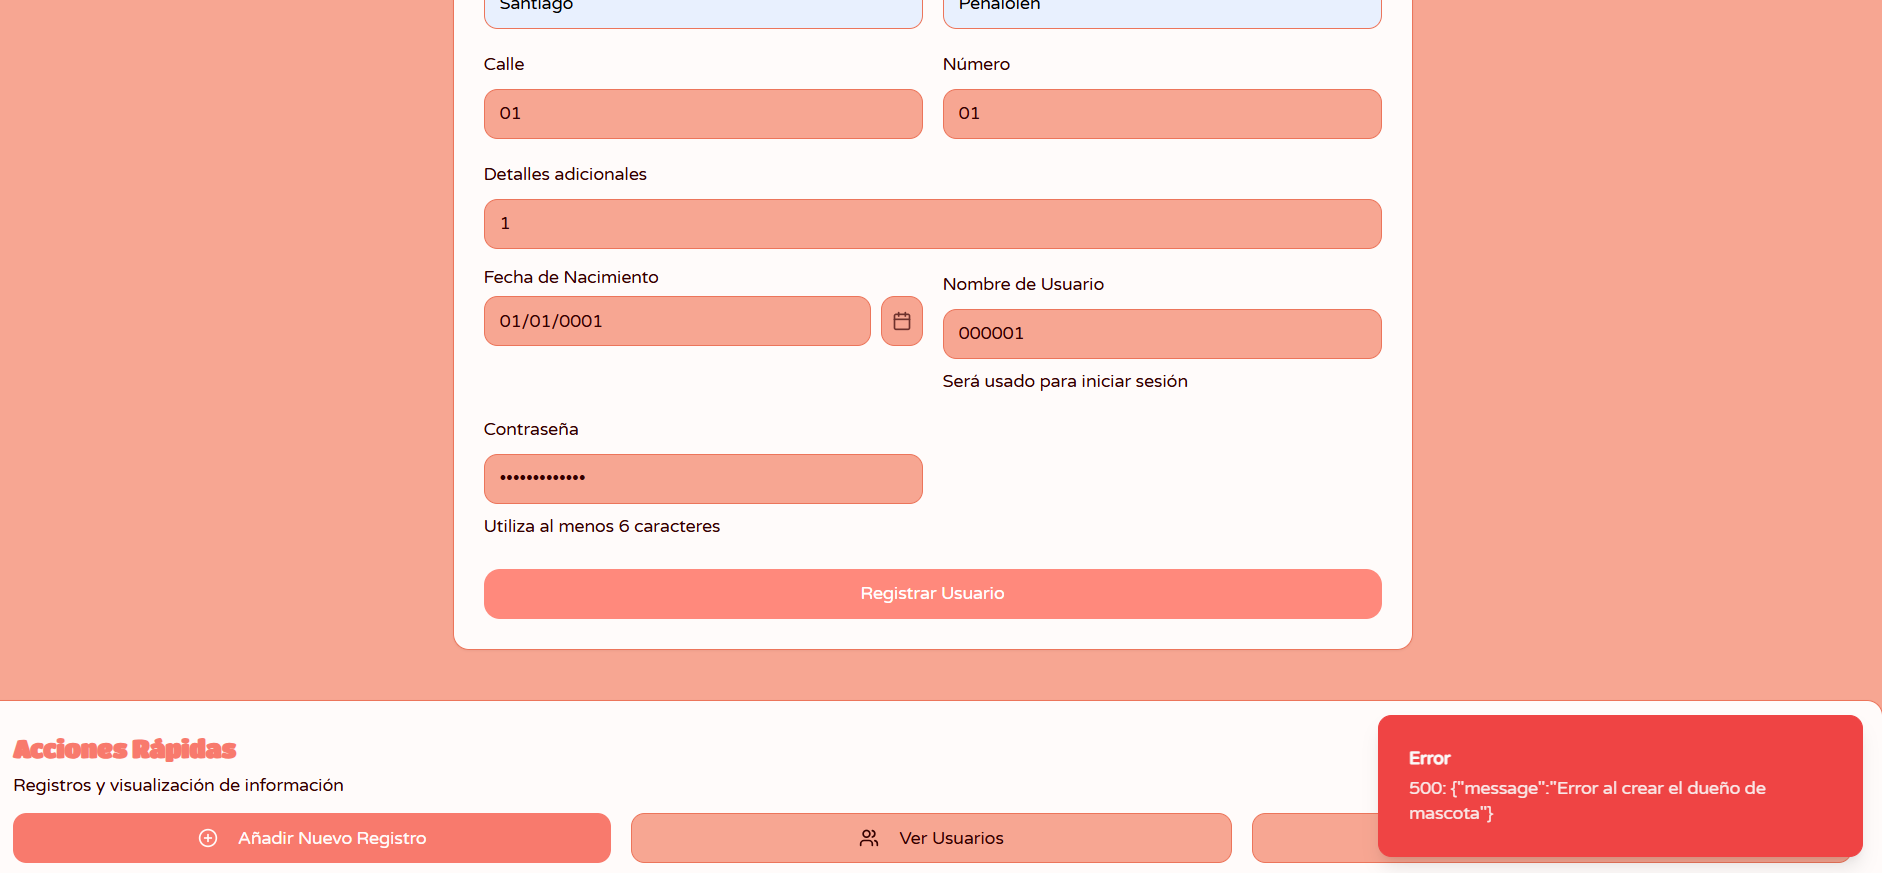 Santiago
Peñalolén
Calle
Número
01
01
Detalles adicionales
1
Fecha de Nacimiento
Nombre de Usuario
01/01/0001
000001
Será usado para iniciar sesión
Contraseña
•••••••••••••
Utiliza al menos 6 caracteres
Registrar Usuario
Acciones Rápidas
Registros y visualización de información
Añadir Nuevo Registro
Ver Usuarios
Error
500: {"message":"Error al crear el dueño de
mascota"}